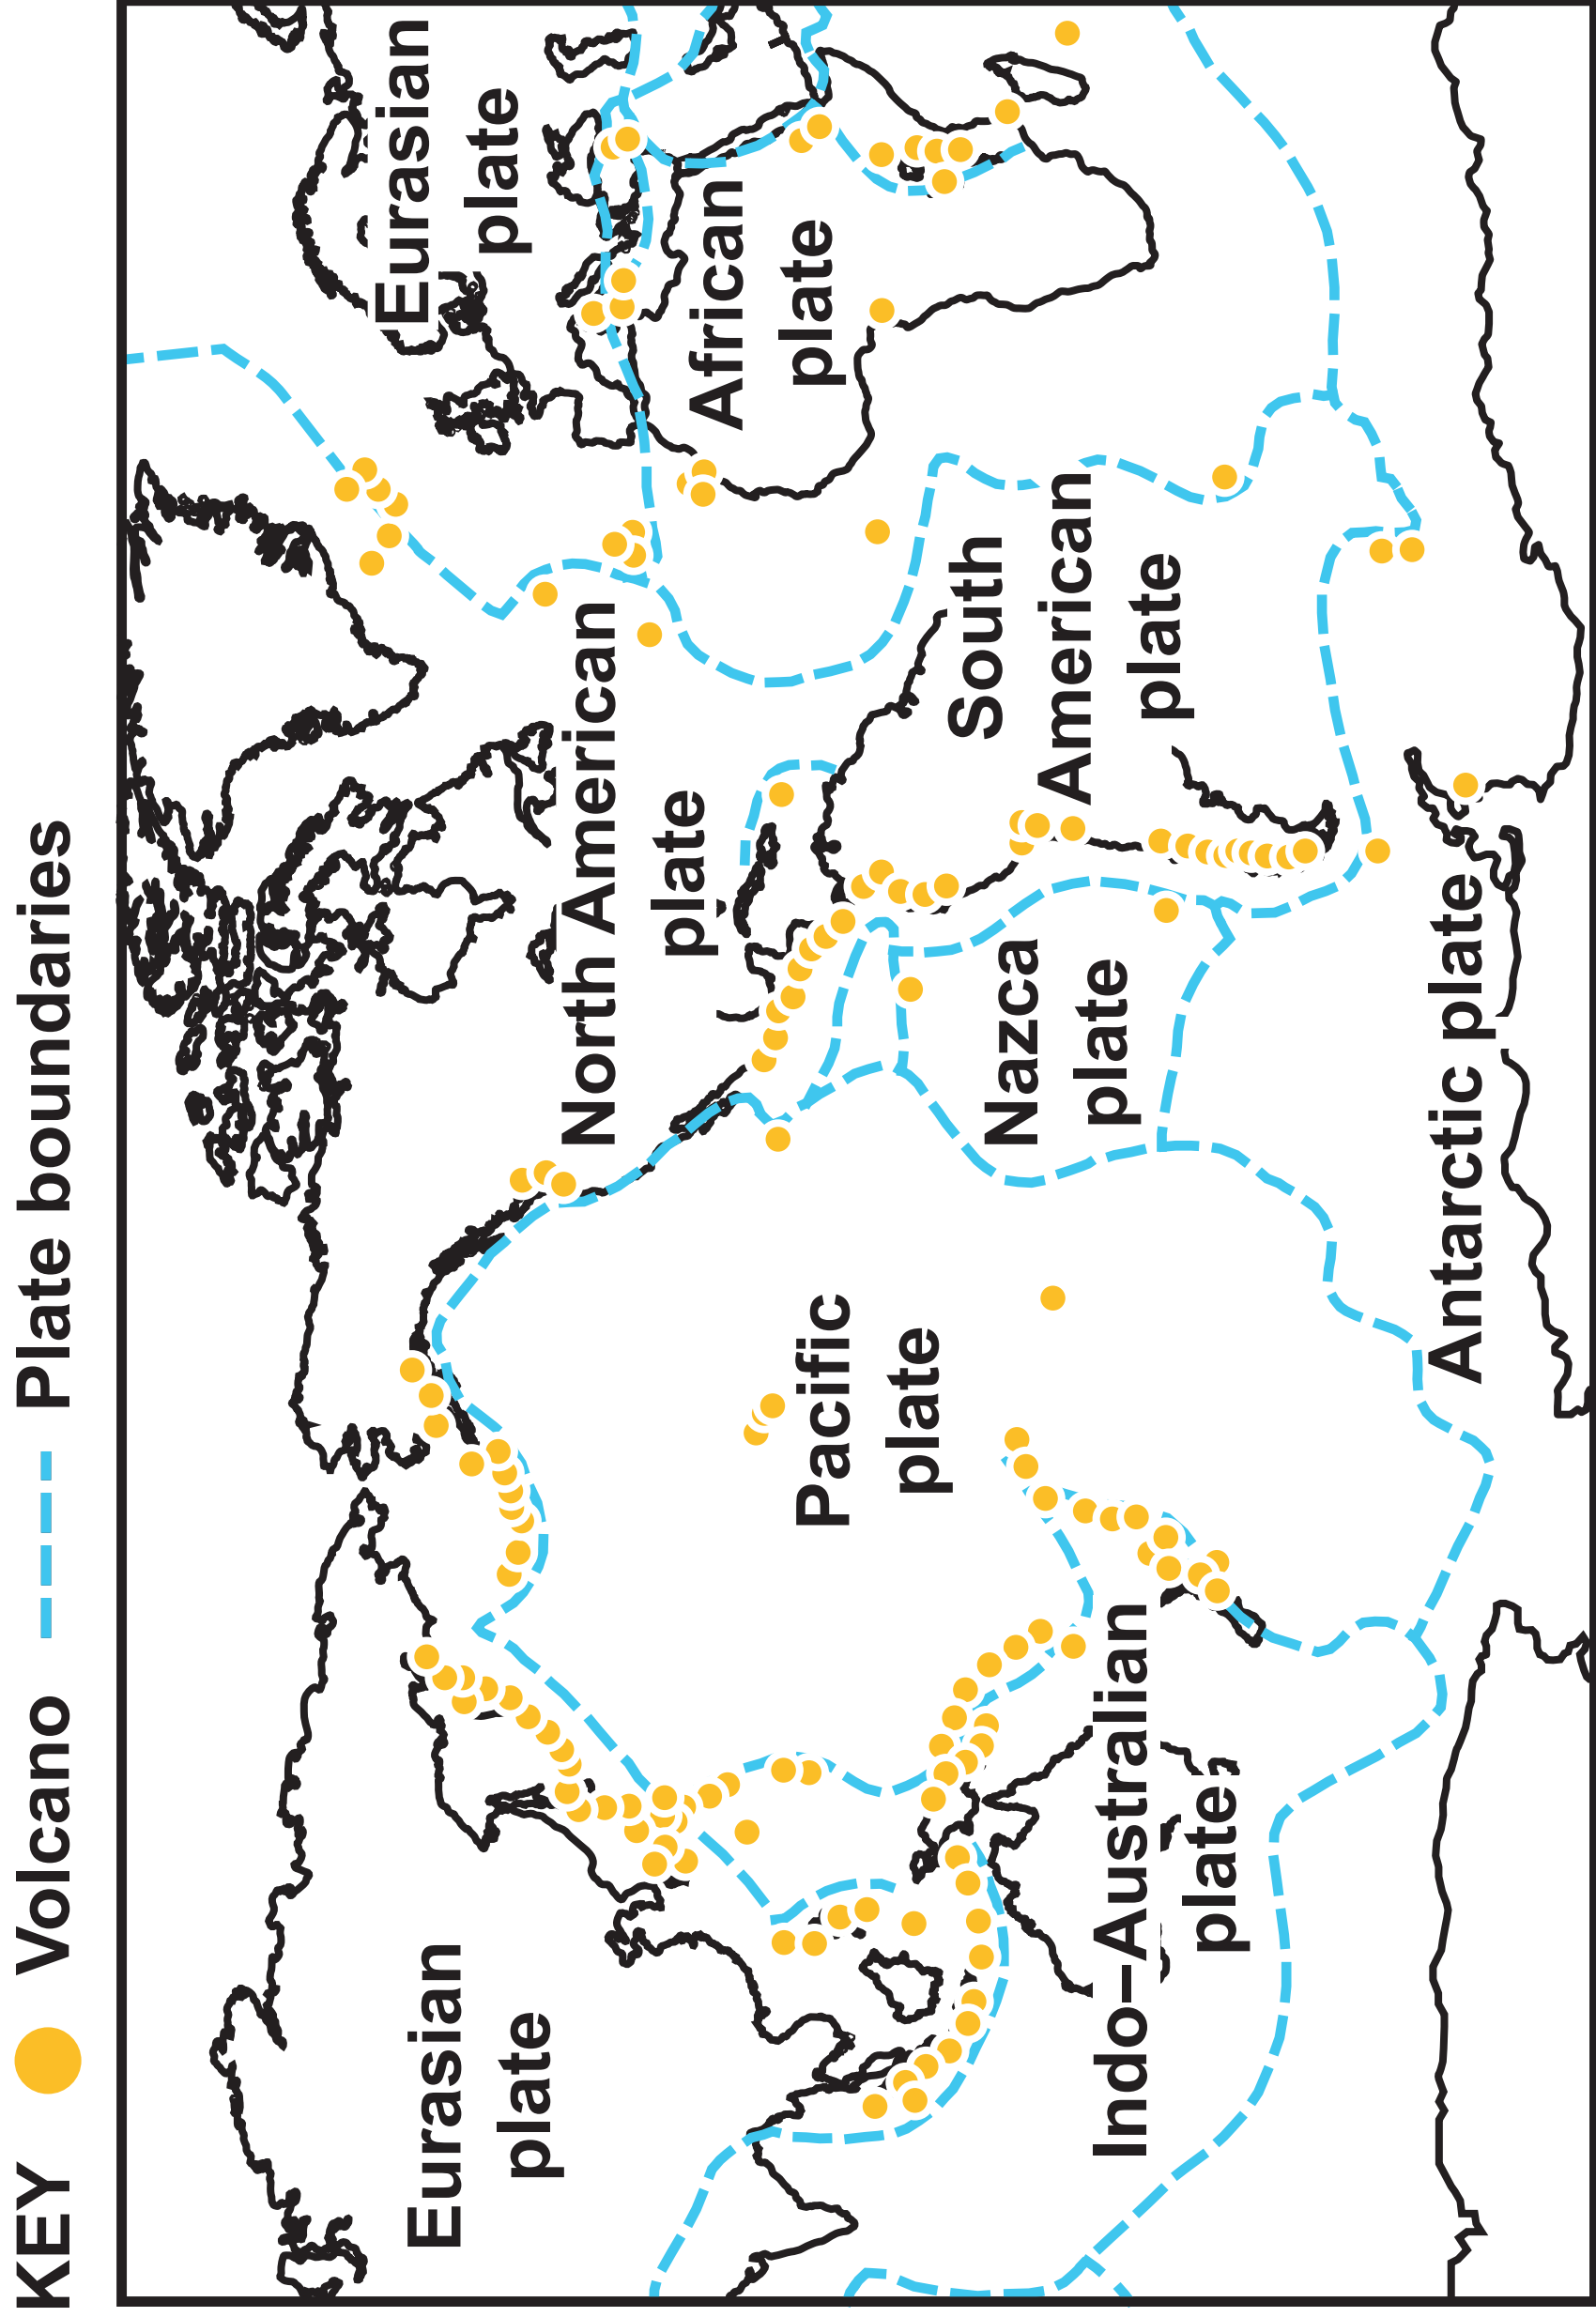 KEY Volcano Plate boundaries
Eurasian
plate
North American
plate
Eurasian
plate
African
plate
Pacific
plate
Nazca
plate
South
American
plate
Indo–Australian
plate
Antarctic plate